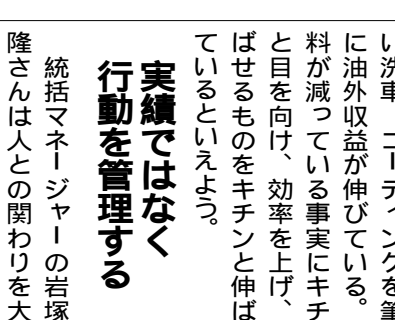 い洗車、コーティングを筆
に油外収益が伸びている。
料が減っている事実にキチ
と目を向け、効率を上げ、
ばせるものをキチンと伸ば
ているといえよう。
実績ではなく
行動を管理する
統括マネージャーの岩塚
隆さんは人との関わりを大